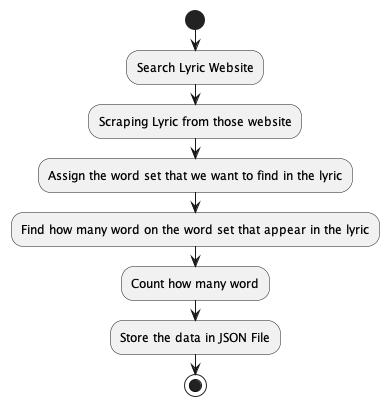 Search Lyric Website
Scraping Lyric from those website
Assign the word set that we want to find in the lyric
Find how many word on the word set that appear in the lyric
Count how many word
Store the data in JSON File